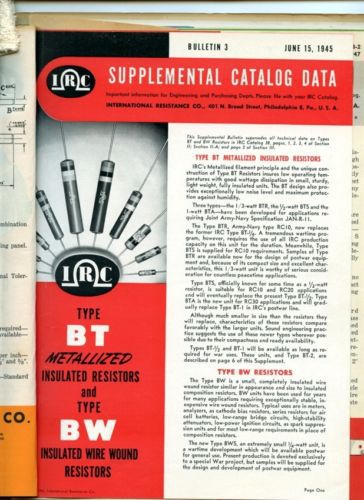 BULLETIN 3 JUNE 15, 1945
IRC
SUPPLEMENTAL CATALOG DATA
Important information for Engineering and Purchasing Depts. Please file with your IRC Catalog.
INTERNATIONAL RESISTANCE CO., 401 N. Broad Street, Philadelphia 8, Pa., U. S. A.
This Supplemental Bulletin supersedes all technical data on Types
BT and BW Resistors in IRC Catalog 50, pages 1, 2, 3, 4 of Section
II; Section II-A, and page 2 of Section III.
TYPE BT METALLIZED INSULATED RESISTORS
IRC's Metallized filament principle and the unique con-
struction of Type BT Resistors insures low operating tem-
peratures with good wattage dissipation in small, sturdy,
light weight, fully insulated units. The BT design also pro-
vides exceptionally low noise level and maximum protec-
tion against humidity.
Three types—the 1/3-watt BTR, the ½-watt BTS and the
1-watt BTA—have been developed for applications re-
quiring Joint Army-Navy Specification JAN-R-11.
The Type BTR, Army-Navy type RC10, now replaces
the former IRC Type BT-¼. A tremendous wartime pro-
gram, however, requires the use of all IRC production
capacity on this unit for the duration. Meanwhile, Type
BTS is supplied for RC10 requirements. Samples of Type
BTR are available now for the design of postwar equip-
ment and, because of its compact size and excellent char-
acteristics, this 1/3-watt unit is worthy of serious consid-
eration for countless peacetime applications.
Type BTS, officially known for some time as a ½-watt
resistor, is suitable for RC10 and RC20 applications
and will eventually replace the present Type BT-½. Type
BTA is the new unit for RC30 applications and will grad-
ually replace Type BT-1 in IRC's postwar line.
Although much smaller in size than the resistors they
will replace, characteristics of these resistors compare
favorably with the larger units. Sound engineering prac-
tice suggests the use of these newer types wherever pos-
sible due to their compactness and ready availability.
Types BT-½ and BT-1 will be available as long as re-
quired for war uses. These units, and Type BT-2, are
described on page 6 of this Supplement.
TYPE BW RESISTORS
The Type BW is a small, completely insulated wire
wound resistor similar in appearance and size to insulated
composition resistors. BW units have been used for years
for many applications requiring exceptionally stable, in-
expensive wire wound resistors. Typical uses are in meters,
analyzers, as cathode bias resistors, series resistors for air
cell batteries, low-range bridge circuits, high-stability
attenuators, low-power ignition circuits, as spark suppres-
sion units and for most low-range requirements in place of
composition resistors.
The new Type BWS, an extremely small ½-watt unit, is
a wartime development which will be available postwar
for general use. Present production is devoted exclusively
to a special War project, but samples will be supplied for
the design and development of postwar equipment.
Page One
IRC
TYPE
BT
METALLIZED
INSULATED RESISTORS
and
TYPE
BW
INSULATED WIRE WOUND
RESISTORS
International Resistance Co.
ing panel.
CO.